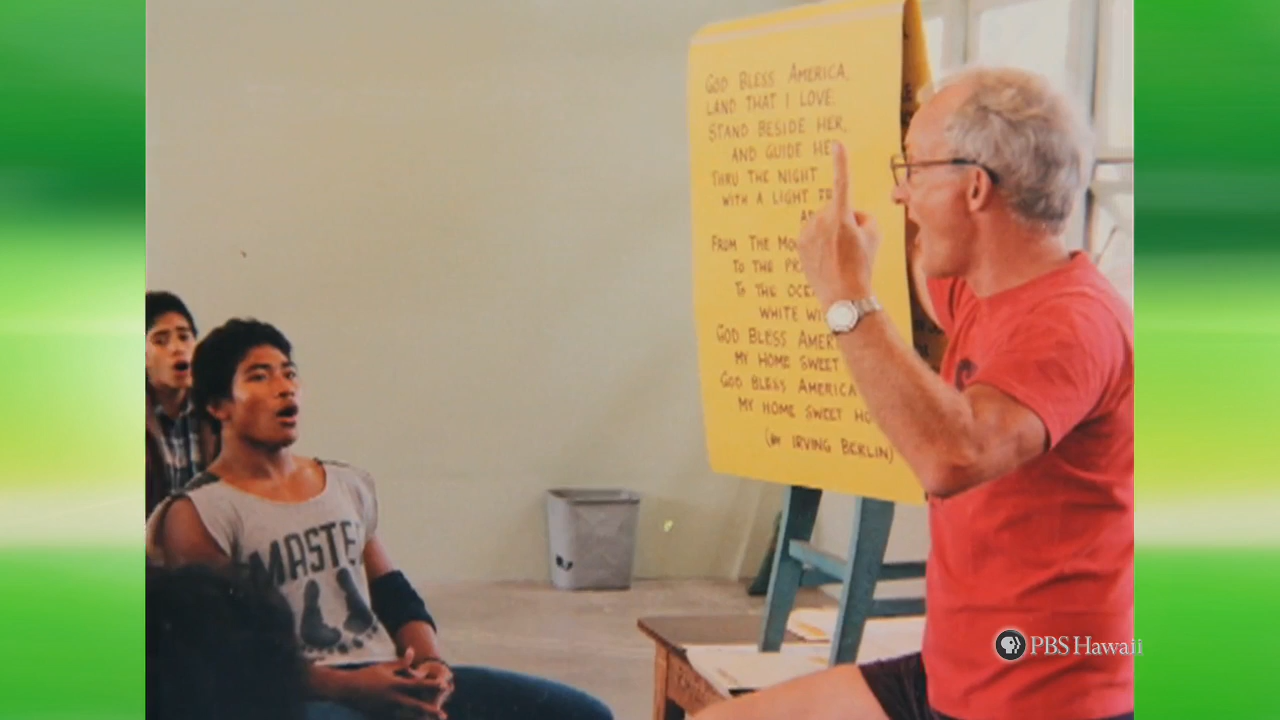 GOD BLESS AMERICA,
LAND THAT I LOVE.
STAND BESIDE HER,
AND GUIDE HE
THRU THE NIGHT
WITH A LIGHT
FROM THE
TO THE
TO THE
WHITE
GOD BLESS AMER
MY HOME SWEET
GOD BLESS AMERICA
MY HOME SWEET HO
(BY IRVING BERLIN)
MASTE
PBS Hawaii